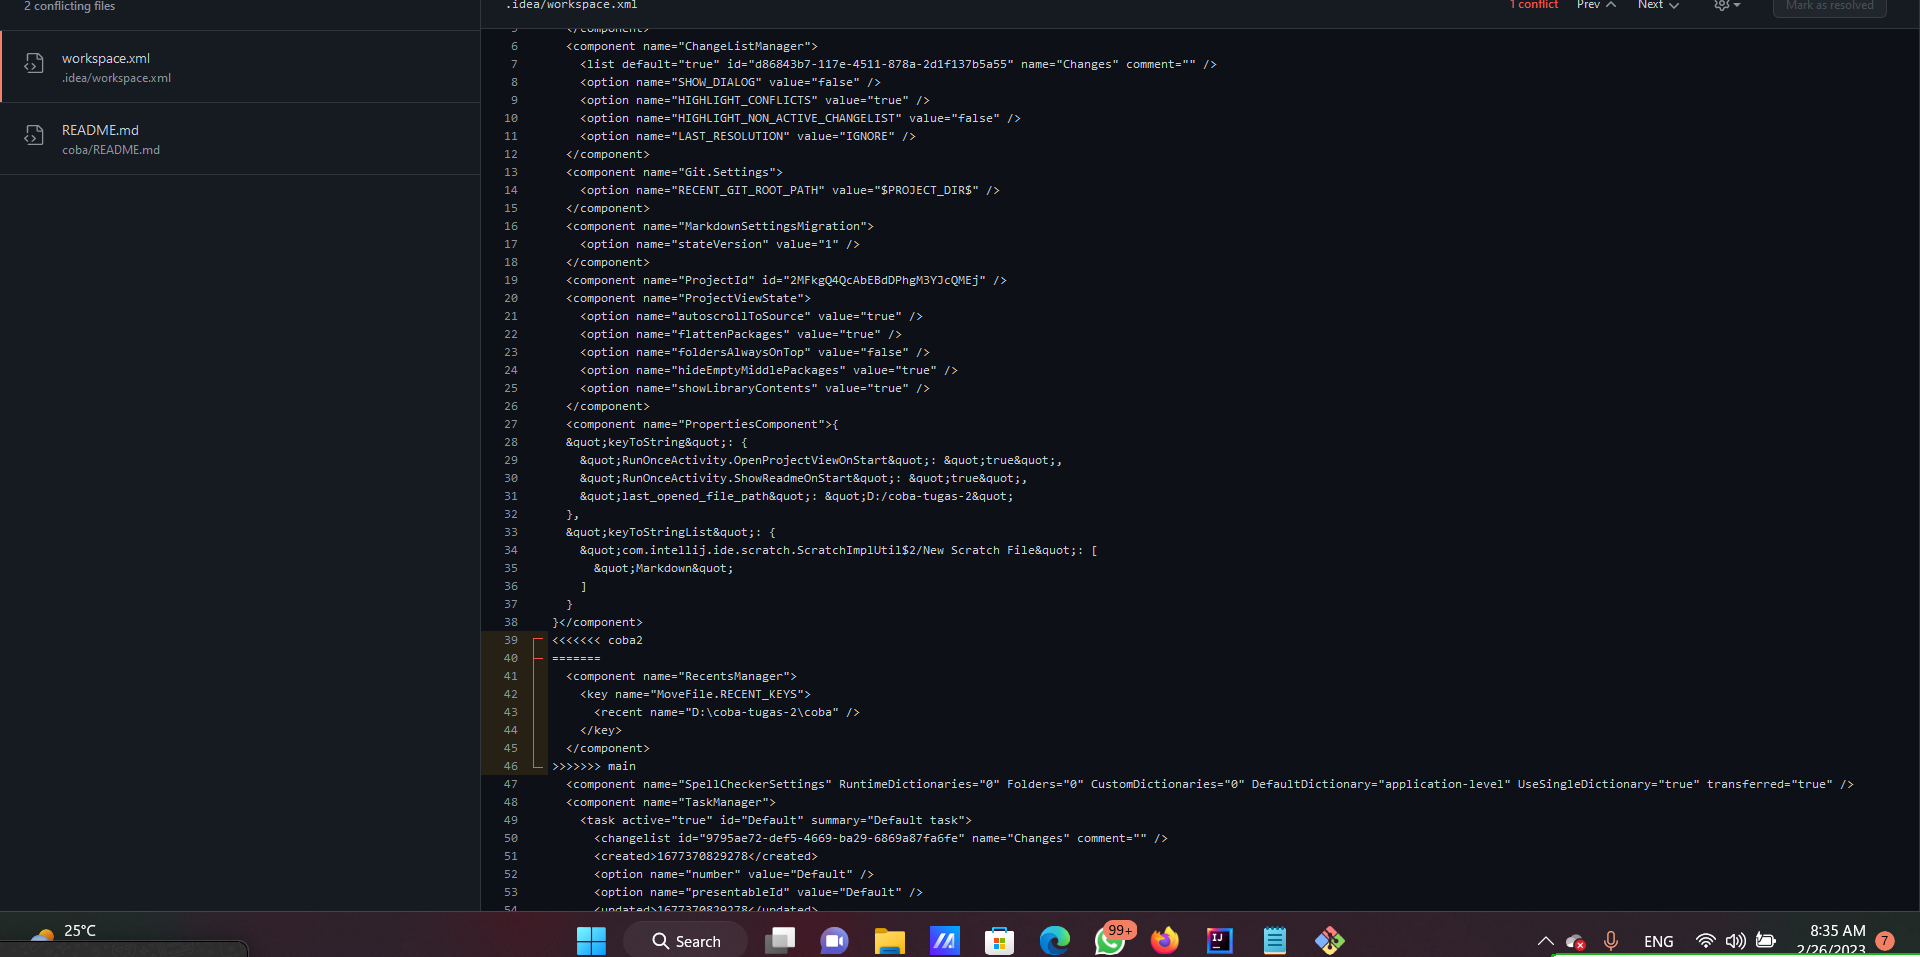 2 conflicting files
workspace.xml
.idea/workspace.xml
README.md
coba/README.md
.idea/workspace.xml
1 conflict
Prev
Next
Mark as resolved
5 </component>
6 <component name="ChangeListManager">
7 <list default="true" id="d86843b7-117e-4511-878a-2d1f137b5a55" name="Changes" comment="" />
8 <option name="SHOW_DIALOG" value="false" />
9 <option name="HIGHLIGHT_CONFLICTS" value="true" />
10 <option name="HIGHLIGHT_NON_ACTIVE_CHANGELIST" value="false" />
11 <option name="LAST_RESOLUTION" value="IGNORE" />
12 </component>
13 <component name="Git.Settings">
14 <option name="RECENT_GIT_ROOT_PATH" value="$PROJECT_DIR$" />
15 </component>
16 <component name="MarkdownSettingsMigration">
17 <option name="stateVersion" value="1" />
18 </component>
19 <component name="ProjectId" id="2MFkgQ4QcAbEBdDPhgM3YJcQMEj" />
20 <component name="ProjectViewState">
21 <option name="autoscrollToSource" value="true" />
22 <option name="flattenPackages" value="true" />
23 <option name="foldersAlwaysOnTop" value="false" />
24 <option name="hideEmptyMiddlePackages" value="true" />
25 <option name="showLibraryContents" value="true" />
26 </component>
27 <component name="PropertiesComponent">{
28 &quot;keyToString&quot;: {
29 &quot;RunOnceActivity.OpenProjectViewOnStart&quot;: &quot;true&quot;,
30 &quot;RunOnceActivity.ShowReadmeOnStart&quot;: &quot;true&quot;,
31 &quot;last_opened_file_path&quot;: &quot;D:/coba-tugas-2&quot;
32 },
33 &quot;keyToStringList&quot;: {
34 &quot;com.intellij.ide.scratch.ScratchImplUtil$2/New Scratch File&quot;: [
35 &quot;Markdown&quot;
36 ]
37 }
38 }</component>
39 <<<<<<< coba2
40 =======
41 <component name="RecentsManager">
42 <key name="MoveFile.RECENT_KEYS">
43 <recent name="D:\coba-tugas-2\coba" />
44 </key>
45 </component>
46 >>>>>>> main
47 <component name="SpellCheckerSettings" RuntimeDictionaries="0" Folders="0" CustomDictionaries="0" DefaultDictionary="application-level" UseSingleDictionary="true" transferred="true" />
48 <component name="TaskManager">
49 <task active="true" id="Default" summary="Default task">
50 <changelist id="9795ae72-def5-4669-ba29-6869a87fa6fe" name="Changes" comment="" />
51 <created>1677370829278</created>
52 <option name="number" value="Default" />
53 <option name="presentableId" value="Default" />
54 <updated>1677370829278</updated>
25°C
Search
99+
IJ
ENG
8:35 AM
2/26/2023
7